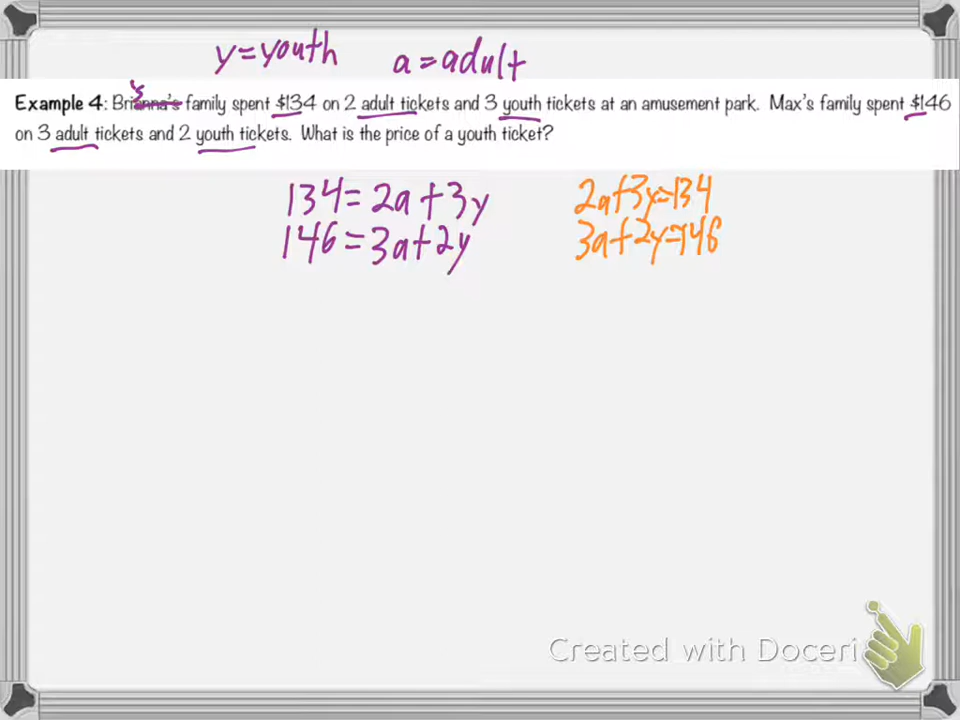 y=youth a=adult
s
Example 4: Brianna's family spent $134 on 2 adult tickets and 3 youth tickets at an amusement park. Max's family spent $146
on 3 adult tickets and 2 youth tickets. What is the price of a youth ticket?
134=2a+3y 2a+3y=134
146=3a+2y 3a+2y=146
Created with Doceri